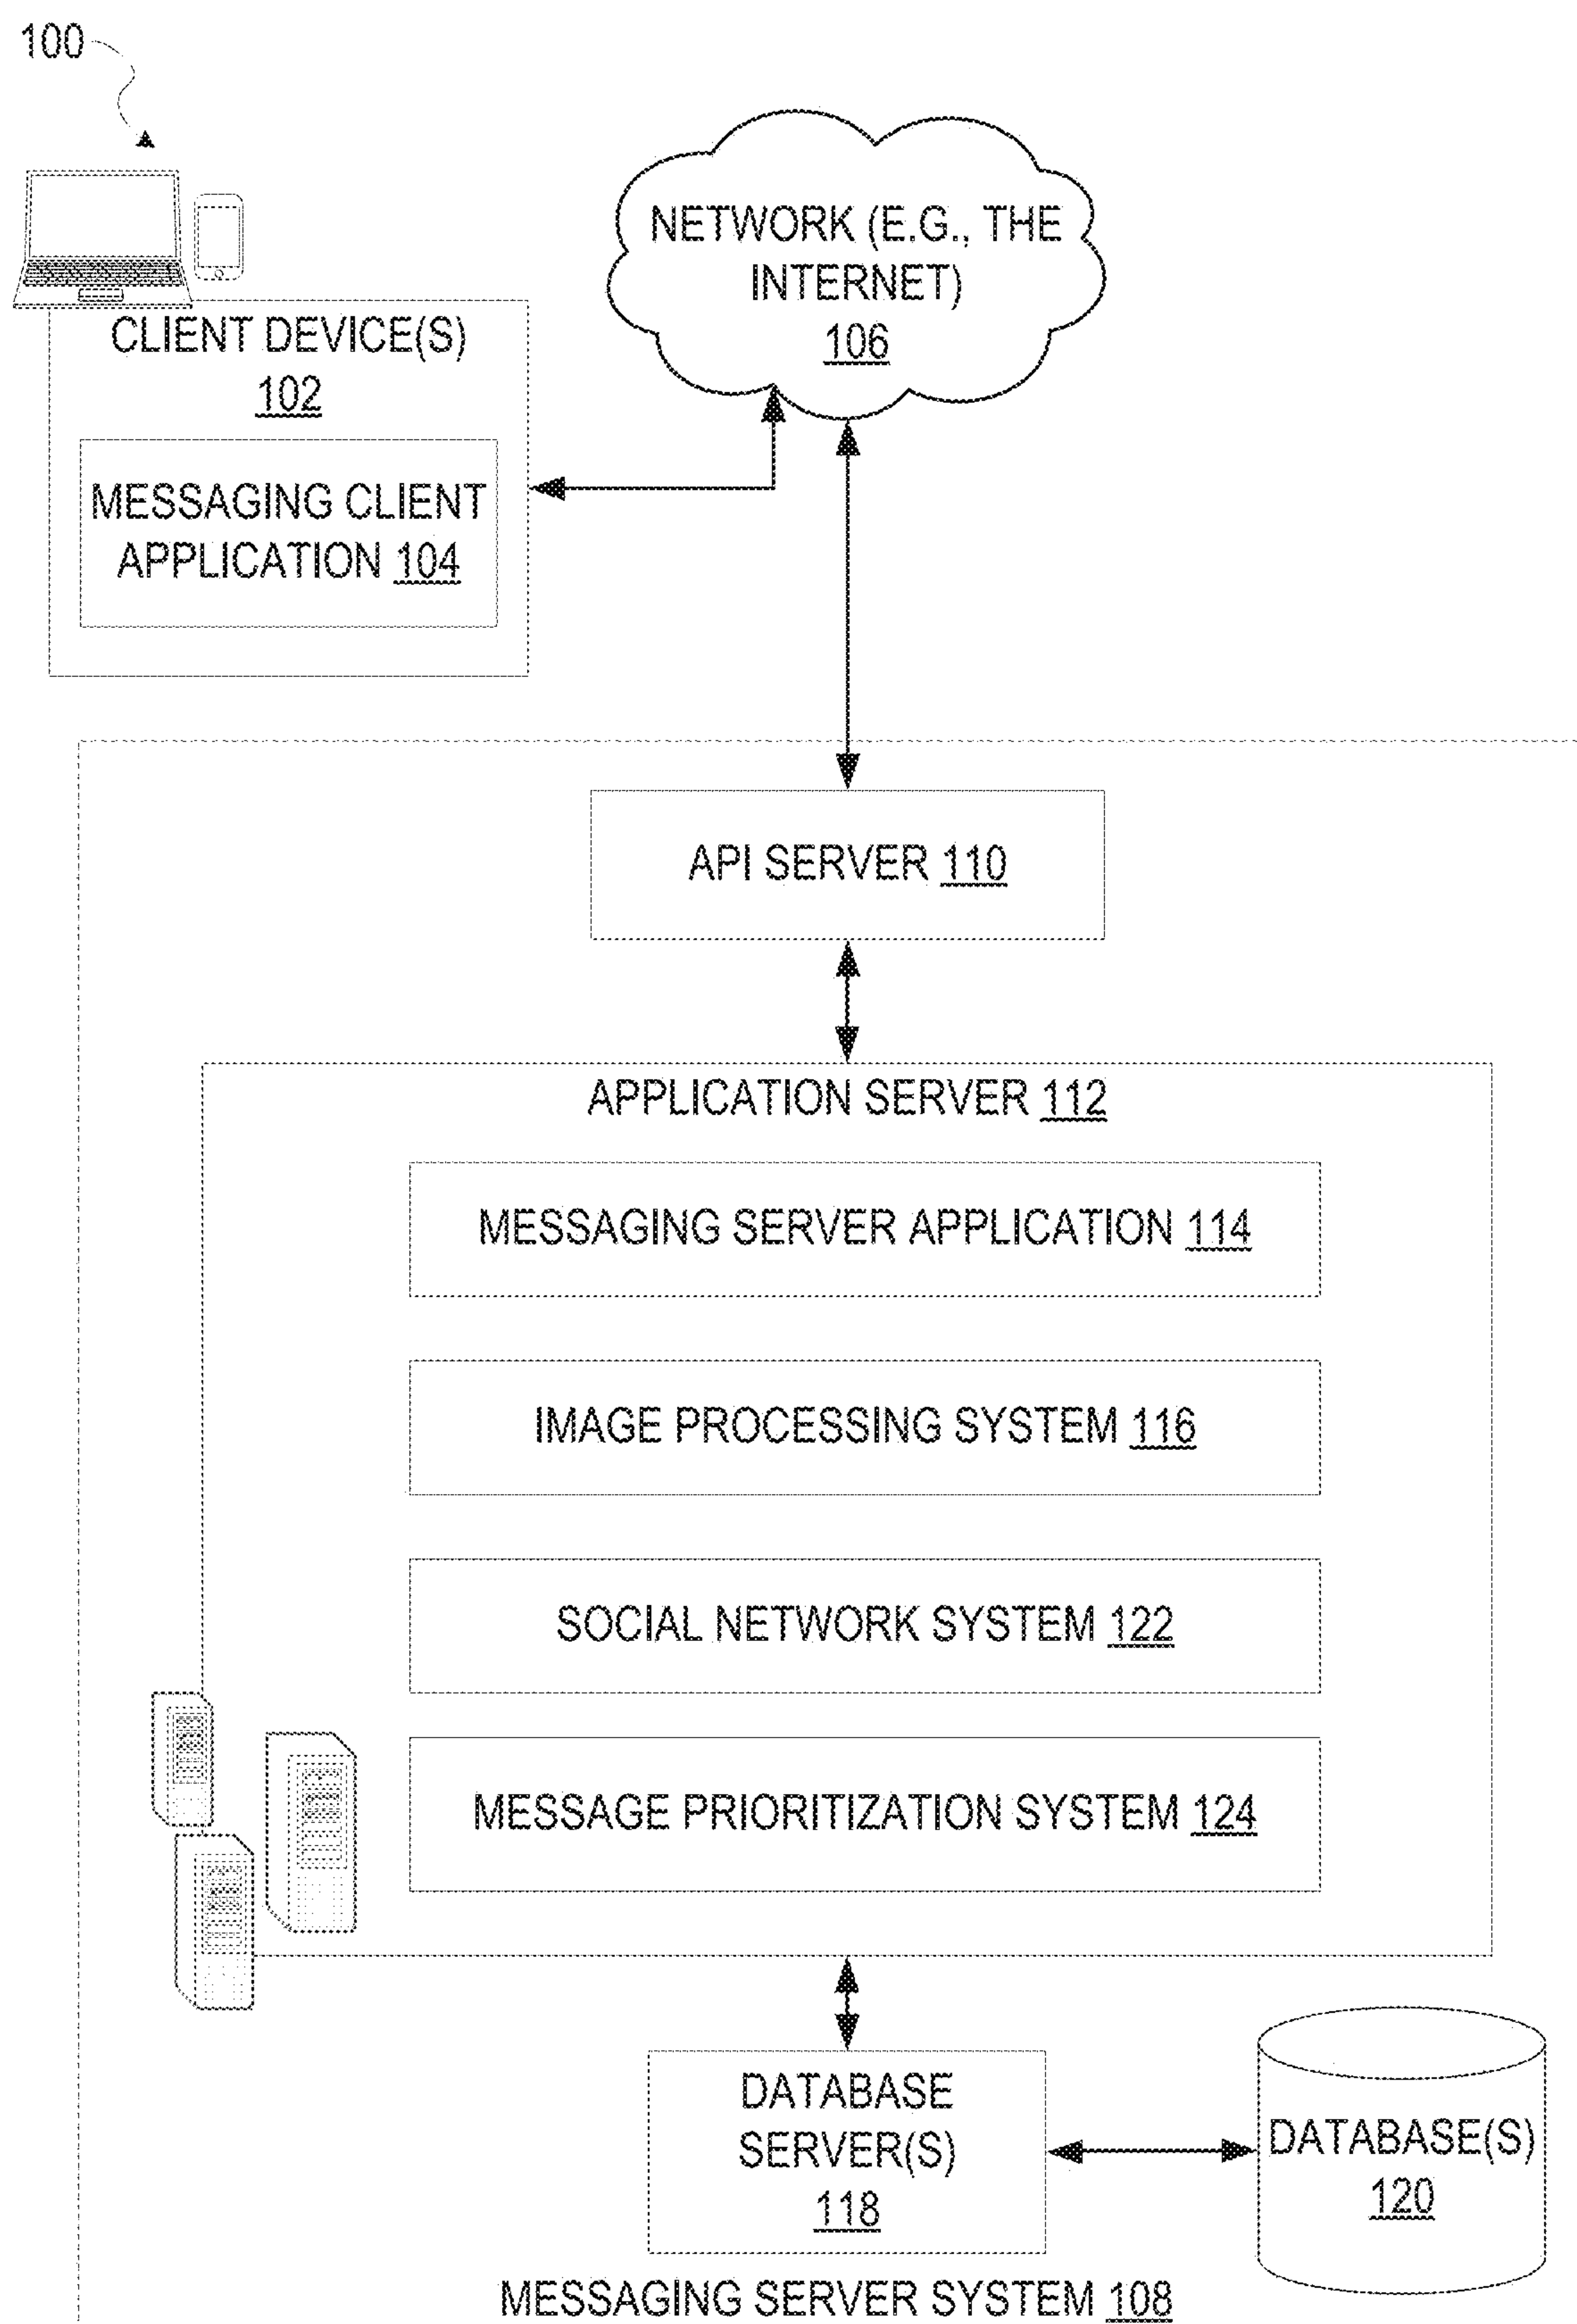 100
NETWORK (E.G., THE
INTERNET)
106
CLIENT DEVICE(S)
102
MESSAGING CLIENT
APPLICATION 104
API SERVER 110
APPLICATION SERVER 112
MESSAGING SERVER APPLICATION 114
IMAGE PROCESSING SYSTEM 116
SOCIAL NETWORK SYSTEM 122
MESSAGE PRIORITIZATION SYSTEM 124
DATABASE
SERVER(S)
118
DATABASE(S)
120
MESSAGING SERVER SYSTEM 108